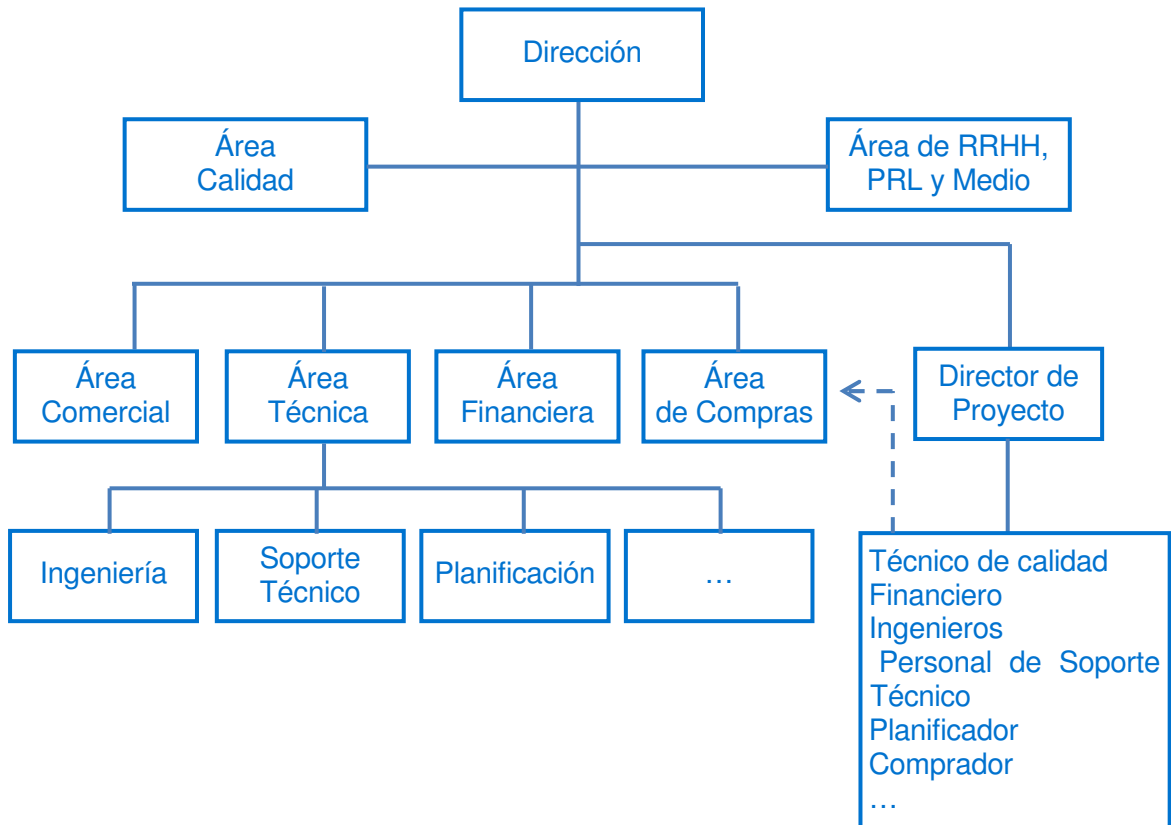 Dirección
Área
Calidad
Área de RRHH,
PRL y Medio
Área
Comercial
Área
Técnica
Área
Financiera
Área
de Compras
Director de
Proyecto
Ingeniería
Soporte
Técnico
Planificación
…
Técnico de calidad
Financiero
Ingenieros
Personal de Soporte
Técnico
Planificador
Comprador
…